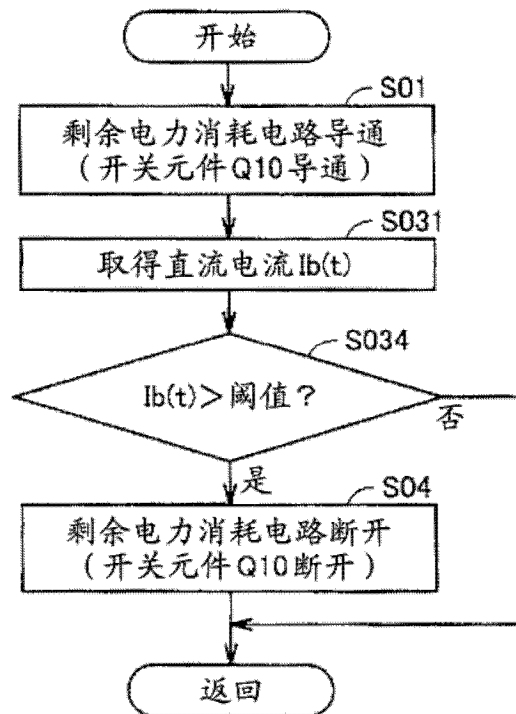 开始
S01
剩余电力消耗电路导通
(开关元件Q10导通)
S031
取得直流电流Ib(t)
S034
Ib(t)>阈值?
否
是
S04
剩余电力消耗电路断开
(开关元件Q10断开)
返回